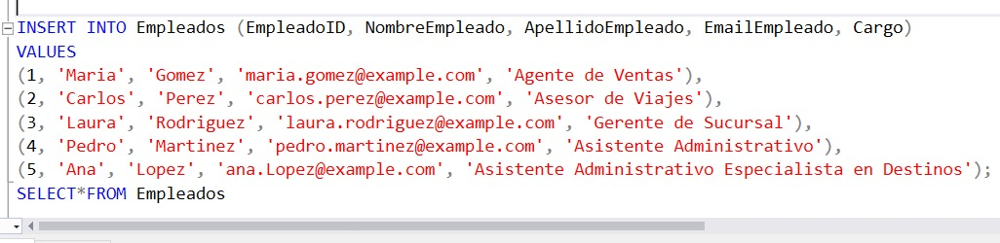 INSERT INTO Empleados (EmpleadoID, NombreEmpleado, ApellidoEmpleado, EmailEmpleado, Cargo)
VALUES
(1, 'Maria', 'Gomez', 'maria.gomez@example.com', 'Agente de Ventas'),
(2, 'Carlos', 'Perez', 'carlos.perez@example.com', 'Asesor de Viajes'),
(3, 'Laura', 'Rodriguez', 'laura.rodriguez@example.com', 'Gerente de Sucursal'),
(4, 'Pedro', 'Martinez', 'pedro.martinez@example.com', 'Asistente Administrativo'),
(5, 'Ana', 'Lopez', 'ana.Lopez@example.com', 'Asistente Administrativo Especialista en Destinos');
SELECT*FROM Empleados